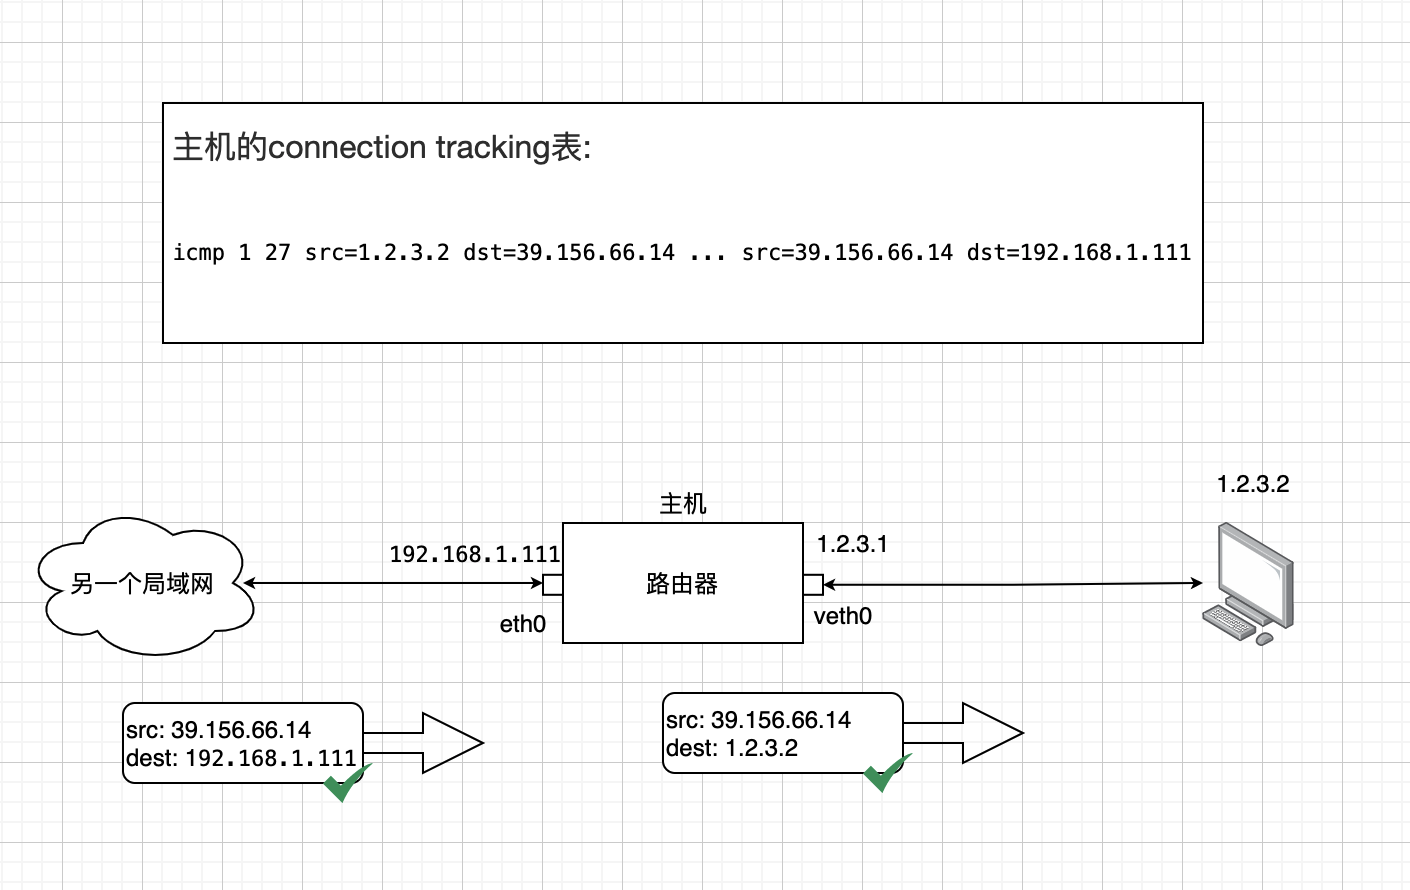 主机的connection tracking表:
icmp 1 27 src=1.2.3.2 dst=39.156.66.14 ... src=39.156.66.14 dst=192.168.1.111
1.2.3.2
主机
192.168.1.111
1.2.3.1
另一个局域网
路由器
eth0
veth0
src: 39.156.66.14
dest: 192.168.1.111
src: 39.156.66.14
dest: 1.2.3.2